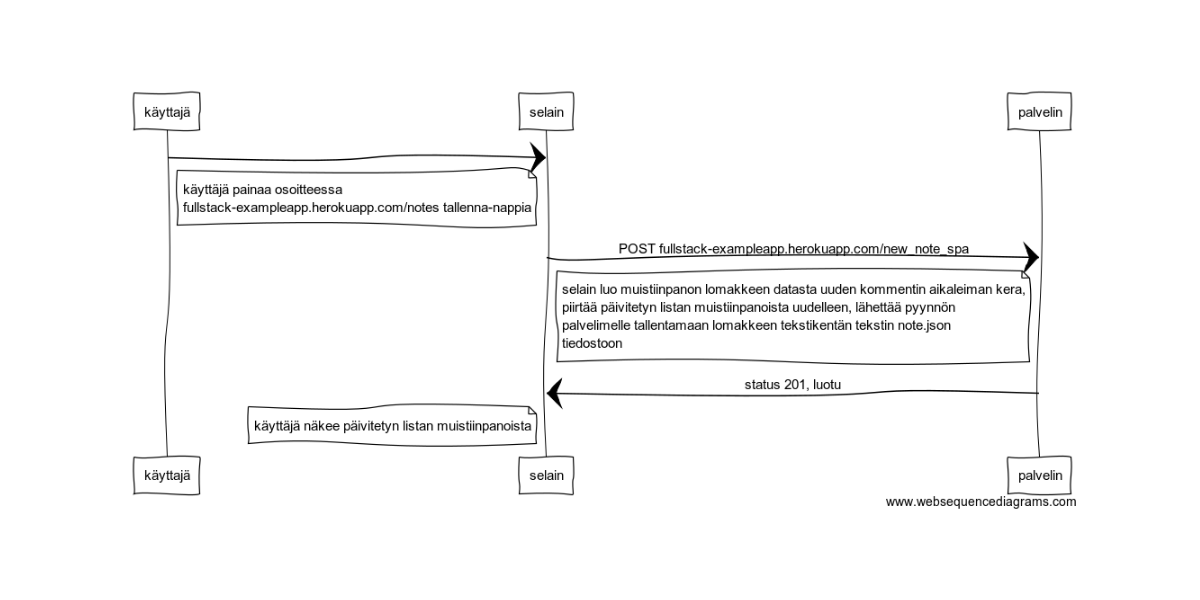 käyttajä
selain
palvelin
käyttäjä painaa osoitteessa
fullstack-exampleapp.herokuapp.com/notes tallenna-nappia
POST fullstack-exampleapp.herokuapp.com/new_note_spa
selain luo muistiinpanon lomakkeen datasta uuden kommentin aikaleiman kera,
piirtää päivitetyn listan muistiinpanoista uudelleen, lähettää pyynnön
palvelimelle tallentamaan lomakkeen tekstikentän tekstin note.json
tiedostoon
status 201, luotu
käyttäjä näkee päivitetyn listan muistiinpanoista
käyttajä
selain
palvelin
www.websequencediagrams.com